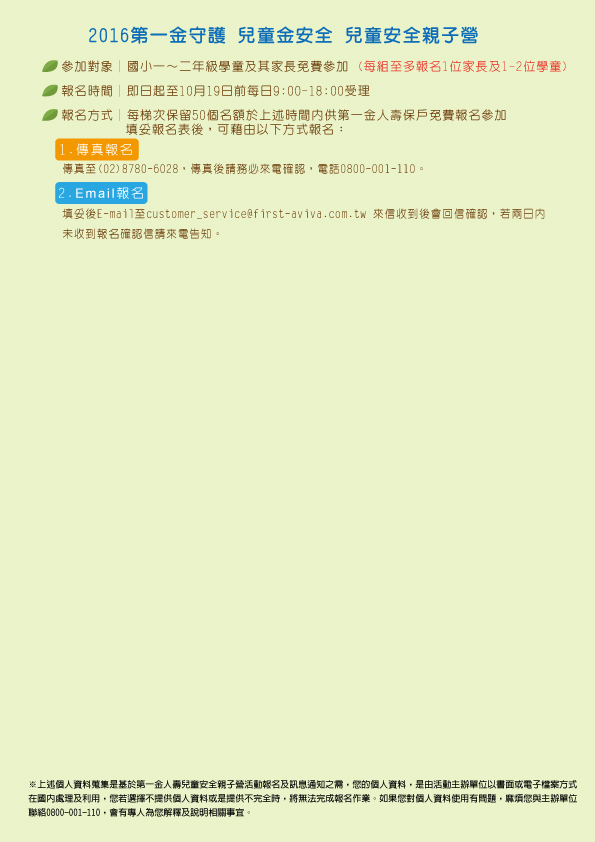 2016第一金守護 兒童金安全 兒童安全親子營
參加對象｜國小一～二年級學童及其家長免費參加 (每組至多報名1位家長及1-2位學童)
報名時間｜即日起至10月19日前每日9:00-18:00受理
報名方式｜每梯次保留50個名額於上述時間內供第一金人壽保戶免費報名參加
填妥報名表後，可藉由以下方式報名：
1.傳真報名
傳真至(02)8780-6028，傳真後請務必來電確認，電話0800-001-110。
2.Email報名
填妥後E-mail至customer_service@first-aviva.com.tw 來信收到後會回信確認，若兩日內
未收到報名確認信請來電告知。
※上述個人資料蒐集是基於第一金人壽兒童安全親子營活動報名及訊息通知之需，您的個人資料，是由活動主辦單位以書面或電子檔案方式
在國內處理及利用，您若選擇不提供個人資料或是提供不完全時，將無法完成報名作業。如果您對個人資料使用有問題，麻煩您與主辦單位
聯絡0800-001-110，會有專人為您解釋及說明相關事宜。